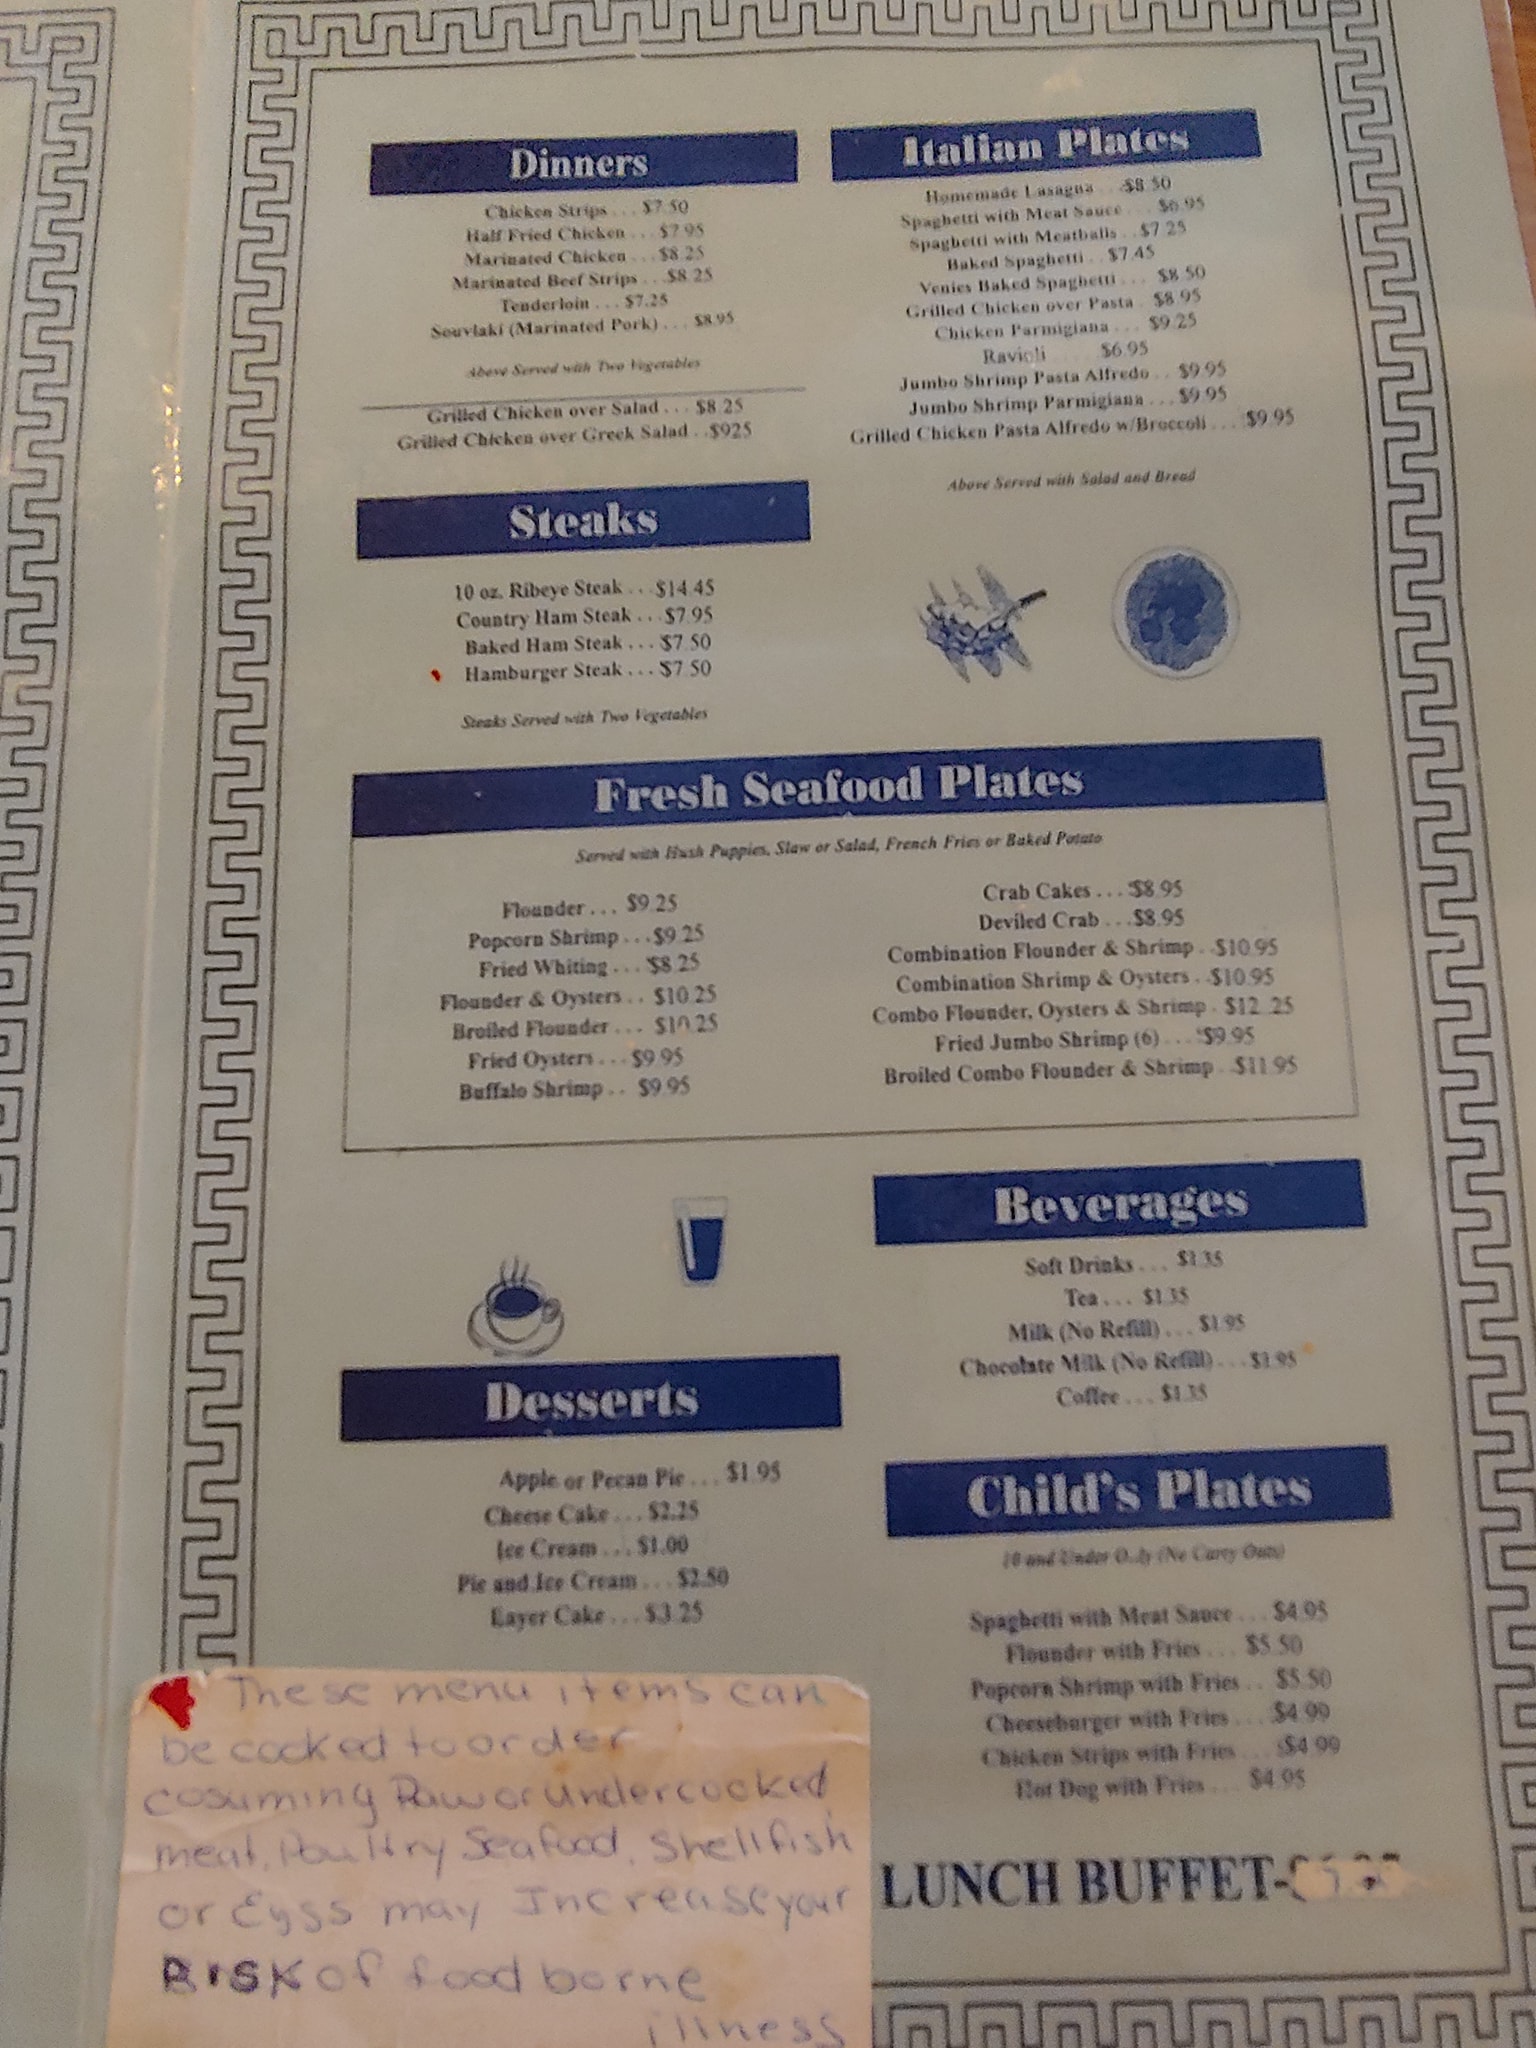 Dinners
Chicken Strips . . . $7.50
Half Fried Chicken . . . $7.95
Marinated Chicken . . . $8.25
Marinated Beef Strips . . . $8.25
Tenderloin . . . $7.25
Souvlaki (Marinated Pork) . . . $8.95
Above Served with Two Vegetables
Grilled Chicken over Salad . . . $8.25
Grilled Chicken over Greek Salad . . $925
Italian Plates
Homemade Lasagna . . . $8.50
Spaghetti with Meat Sauce . . . $6.95
Spaghetti with Meatballs . . $7.25
Baked Spaghetti . . $7.45
Venies Baked Spaghetti . . . $8.50
Grilled Chicken over Pasta . $8.95
Chicken Parmigiana . . . $9.25
Ravioli $6.95
Jumbo Shrimp Pasta Alfredo . . $9.95
Jumbo Shrimp Parmigiana . . . $9.95
Grilled Chicken Pasta Alfredo w/Broccoli . . . $9.95
Above Served with Salad and Bread
Steaks
10 oz. Ribeye Steak . . . $14.45
Country Ham Steak . . . $7.95
Baked Ham Steak . . . $7.50
Hamburger Steak . . . $7.50
Steaks Served with Two Vegetables
Fresh Seafood Plates
Served with Hush Puppies, Slaw or Salad, French Fries or Baked Potato
Flounder . . . $9.25
Popcorn Shrimp . . . $9.25
Fried Whiting . . . $8.25
Flounder & Oysters . . $10.25
Broiled Flounder . . . $10.25
Fried Oysters . . . $9.95
Buffalo Shrimp . . $9.95
Crab Cakes . . . $8.95
Deviled Crab . . . $8.95
Combination Flounder & Shrimp . . $10.95
Combination Shrimp & Oysters . . $10.95
Combo Flounder, Oysters & Shrimp . $12.25
Fried Jumbo Shrimp (6) . . . $9.95
Broiled Combo Flounder & Shrimp . . $11.95
Beverages
Soft Drinks . . . $1.35
Tea . . . $1.35
Milk (No Refill) . . . $1.95
Chocolate Milk (No Refill) . . . $1.95
Coffee . . . $1.35
Desserts
Apple or Pecan Pie . . . $1.95
Cheese Cake . . . $2.25
Ice Cream . . . $1.00
Pie and Ice Cream . . . $2.50
Layer Cake . . . $3.25
Child's Plates
10 and Under Only (No Carry Outs)
Spaghetti with Meat Sauce . . . $4.95
Flounder with Fries . . . $5.50
Popcorn Shrimp with Fries . . $5.50
Cheeseburger with Fries . . . $4.99
Chicken Strips with Fries . . . $4.99
Hot Dog with Fries . . . $4.95
LUNCH BUFFET-
These menu items can
be cooked to order
cosuming Raw or Undercooked
meat, Poultry Seafood, Shellfish
or Eggs may Increase your
RISK of food borne
illness